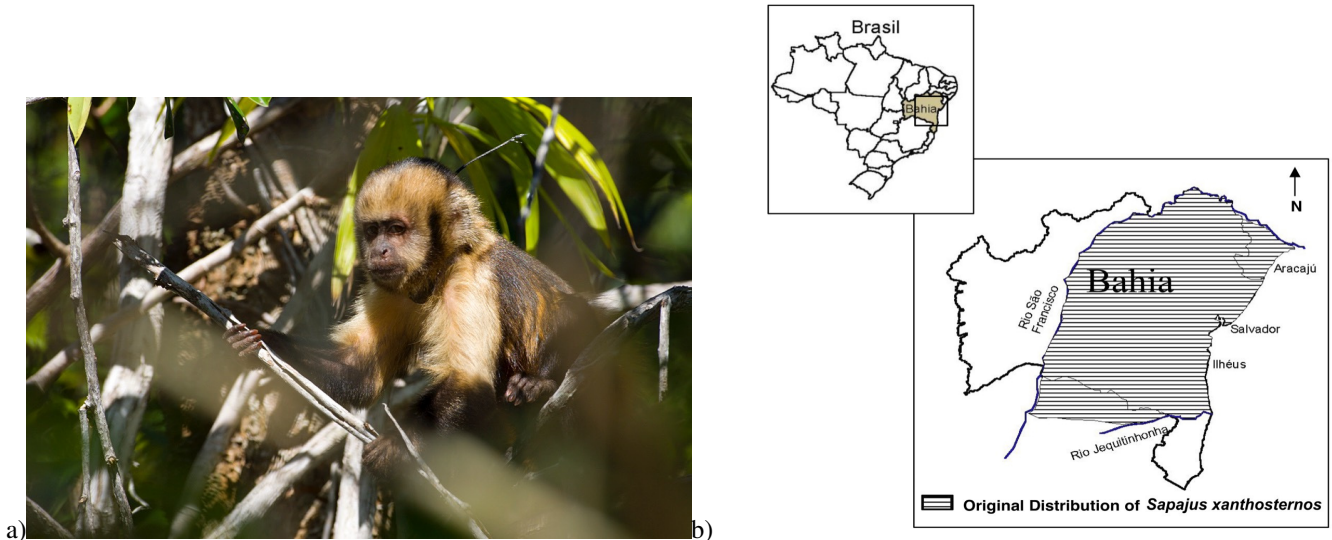 a)
b)
Brasil
Bahia
N
Bahia
Aracajú
Rio São
Francisco
Salvador
Ilhéus
Rio Jequitinhonha
Original Distribution of Sapajus xanthosternos